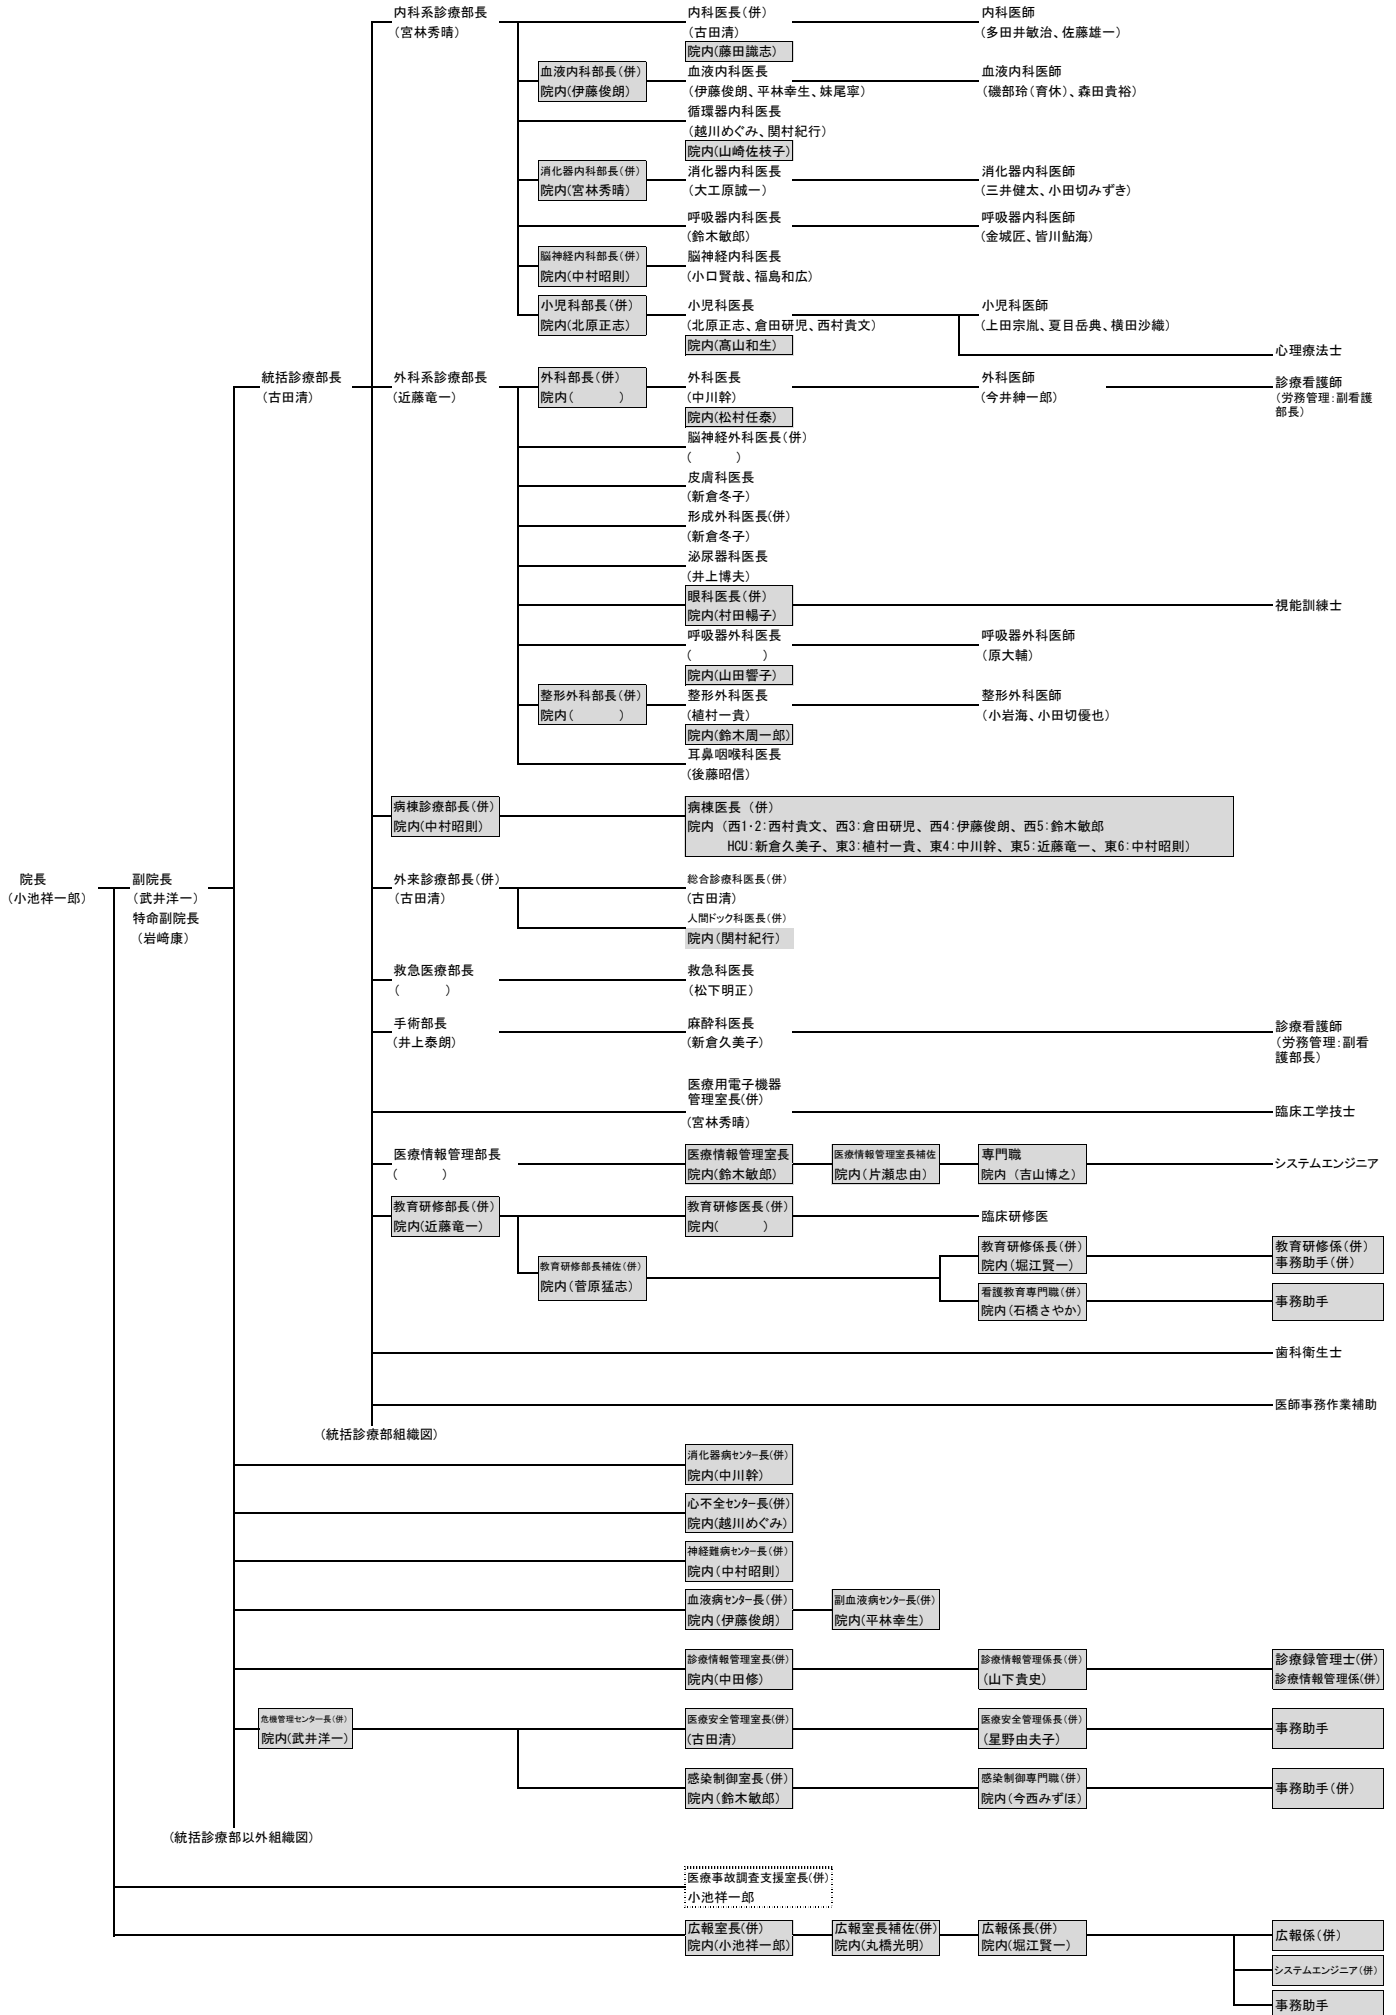 内科系診療部長
(宮林秀晴)
内科医長(併)
(古田清)
院内(藤田識志)
内科医師
(多田井敏治、佐藤雄一)
血液内科部長(併)
院内(伊藤俊朗)
血液内科医長
(伊藤俊朗、平林幸生、妹尾寧)
血液内科医師
(磯部玲(育休)、森田貴裕)
循環器内科医長
(越川めぐみ、関村紀行)
院内(山崎佐枝子)
消化器内科部長(併)
院内(宮林秀晴)
消化器内科医長
(大工原誠一)
消化器内科医師
(三井健太、小田切みずき)
呼吸器内科医長
(鈴木敏郎)
呼吸器内科医師
(金城匠、皆川鮎海)
脳神経内科部長(併)
院内(中村昭則)
脳神経内科医長
(小口賢哉、福島和広)
小児科部長(併)
院内(北原正志)
小児科医長
(北原正志、倉田研児、西村貴文)
院内(髙山和生)
小児科医師
(上田宗胤、夏目岳典、横田沙織)
心理療法士
統括診療部長
(古田清)
外科系診療部長
(近藤竜一)
外科部長(併)
院内(　　　)
外科医長
(中川幹)
院内(松村任泰)
外科医師
(今井紳一郎)
診療看護師
(労務管理:副看護
部長)
脳神経外科医長(併)
(　　　)
皮膚科医長
(新倉冬子)
形成外科医長(併)
(新倉冬子)
泌尿器科医長
(井上博夫)
眼科医長(併)
院内(村田暢子)
視能訓練士
呼吸器外科医長
(　　　　　)
院内(山田響子)
呼吸器外科医師
(原大輔)
整形外科部長(併)
院内(　　　)
整形外科医長
(植村一貴)
院内(鈴木周一郎)
整形外科医師
(小岩海、小田切優也)
耳鼻咽喉科医長
(後藤昭信)
病棟診療部長(併)
院内(中村昭則)
病棟医長 (併)
院内 (西1・2:西村貴文、西3:倉田研児、西4:伊藤俊朗、西5:鈴木敏郎
HCU:新倉久美子、東3:植村一貴、東4:中川幹、東5:近藤竜一、東6:中村昭則)
院長
(小池祥一郎)
副院長
(武井洋一)
特命副院長
(岩﨑康)
外来診療部長(併)
(古田清)
総合診療科医長(併)
(古田清)
人間ドック科医長(併)
院内(関村紀行)
救急医療部長
(　　　)
救急科医長
(松下明正)
手術部長
(井上泰朗)
麻酔科医長
(新倉久美子)
診療看護師
(労務管理:副看
護部長)
医療用電子機器
管理室長(併)
(宮林秀晴)
臨床工学技士
医療情報管理部長
(　　　)
医療情報管理室長
院内(鈴木敏郎)
医療情報管理室長補佐
院内(片瀬忠由)
専門職
院内 (吉山博之)
システムエンジニア
教育研修部長(併)
院内(近藤竜一)
教育研修医長(併)
院内(　　　)
臨床研修医
教育研修部長補佐(併)
院内(菅原猛志)
教育研修係長(併)
院内(堀江賢一)
教育研修係(併)
事務助手(併)
看護教育専門職(併)
院内(石橋さやか)
事務助手
歯科衛生士
医師事務作業補助
(統括診療部組織図)
消化器病センター長(併)
院内(中川幹)
心不全センター長(併)
院内(越川めぐみ)
神経難病センター長(併)
院内(中村昭則)
血液病センター長(併)
院内(伊藤俊朗)
副血液病センター長(併)
院内(平林幸生)
診療情報管理室長(併)
院内(中田修)
診療情報管理係長(併)
(山下貴史)
診療録管理士(併)
診療情報管理係(併)
危機管理センター長(併)
院内(武井洋一)
医療安全管理室長(併)
(古田清)
医療安全管理係長(併)
(星野由夫子)
事務助手
感染制御室長(併)
院内(鈴木敏郎)
感染制御専門職(併)
院内(今西みずほ)
事務助手(併)
(統括診療部以外組織図)
医療事故調査支援室長(併)
小池祥一郎
広報室長(併)
院内(小池祥一郎)
広報室長補佐(併)
院内(丸橋光明)
広報係長(併)
院内(堀江賢一)
広報係(併)
システムエンジニア(併)
事務助手